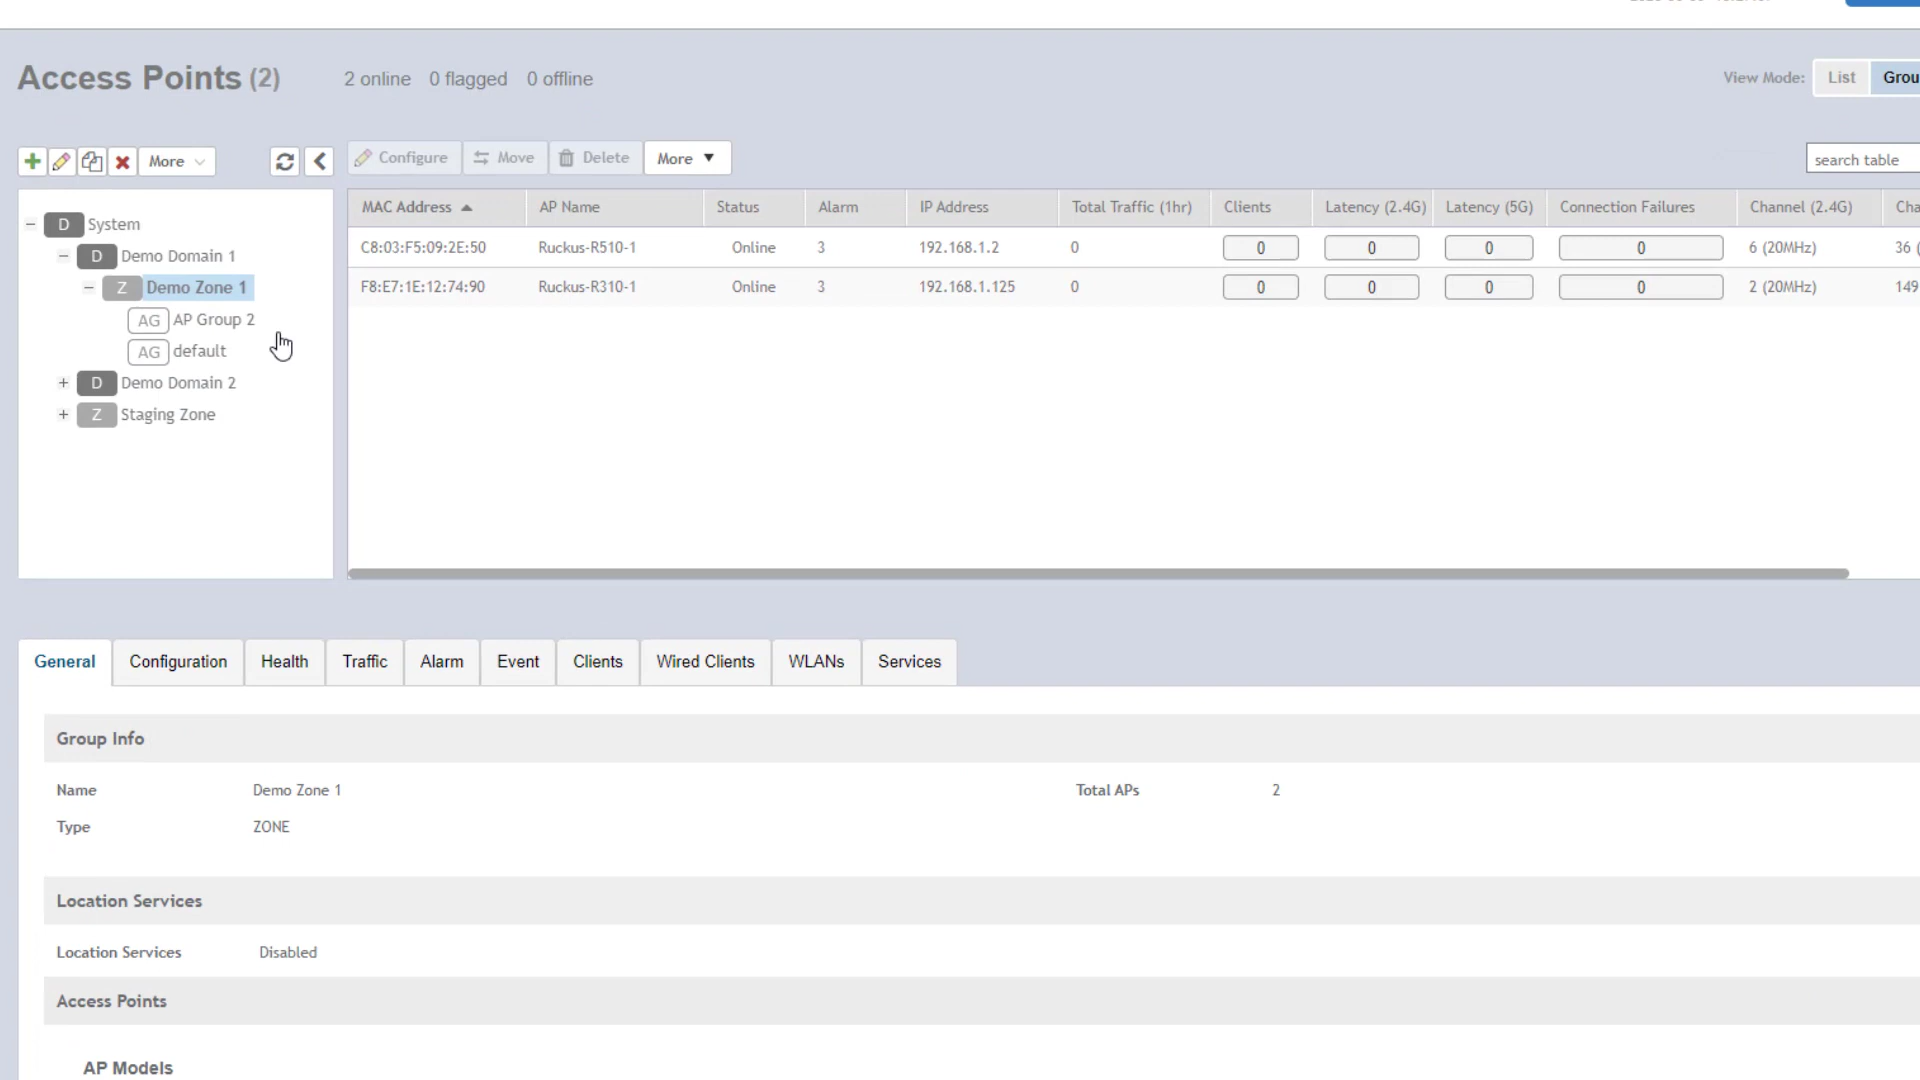 Access Points (2) 2 online 0 flagged 0 offline View Mode: List Grou
More Configure Move Delete More search table
MAC Address AP Name Status Alarm IP Address Total Traffic (1hr) Clients Latency (2.4G) Latency (5G) Connection Failures Channel (2.4G) Cha
C8:03:F5:09:2E:50 Ruckus-R510-1 Online 3 192.168.1.2 0 0 0 0 0 6 (20MHz) 36 (
F8:E7:1E:12:74:90 Ruckus-R310-1 Online 3 192.168.1.125 0 0 0 0 0 2 (20MHz) 149
D System
D Demo Domain 1
Z Demo Zone 1
AG AP Group 2
AG default
D Demo Domain 2
Z Staging Zone
General Configuration Health Traffic Alarm Event Clients Wired Clients WLANs Services
Group Info
Name Demo Zone 1 Total APs 2
Type ZONE
Location Services
Location Services Disabled
Access Points
AP Models